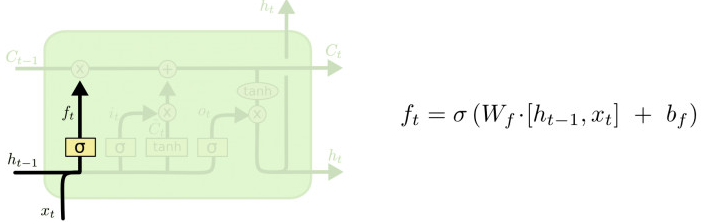 h_t
C_{t-1}
C_t
×
+
tanh
f_t
i_t
×
o_t
×
C̃_t
σ
σ
tanh
σ
h_{t-1}
h_t
x_t
f_t = σ (W_f · [h_{t-1}, x_t] + b_f)